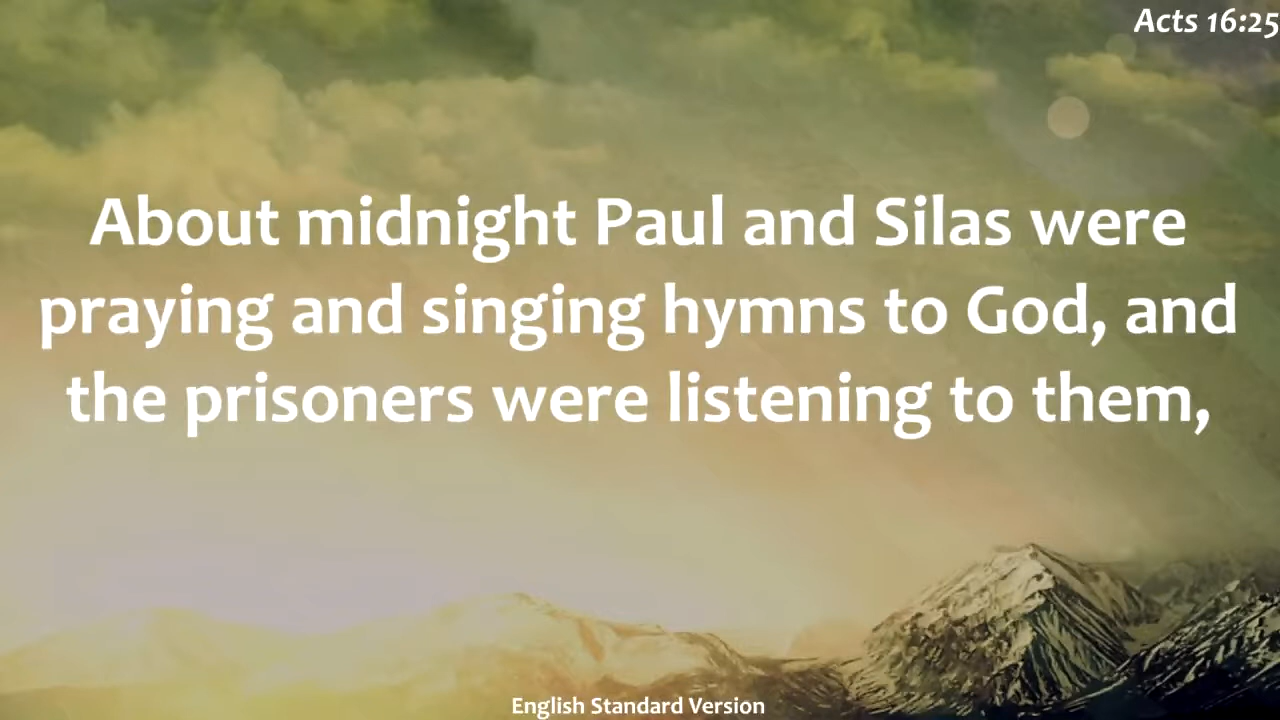 Acts 16:25
About midnight Paul and Silas were
praying and singing hymns to God, and
the prisoners were listening to them,
English Standard Version